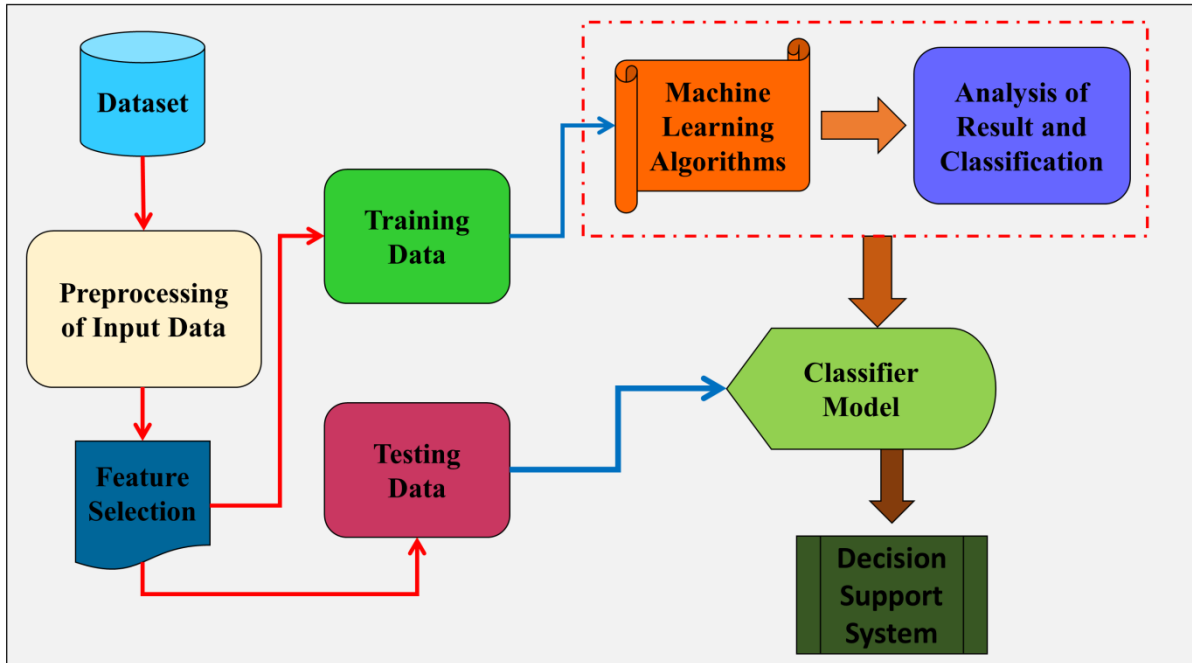 Dataset
Preprocessing
of Input Data
Feature
Selection
Training
Data
Testing
Data
Machine
Learning
Algorithms
Analysis of
Result and
Classification
Classifier
Model
Decision
Support
System